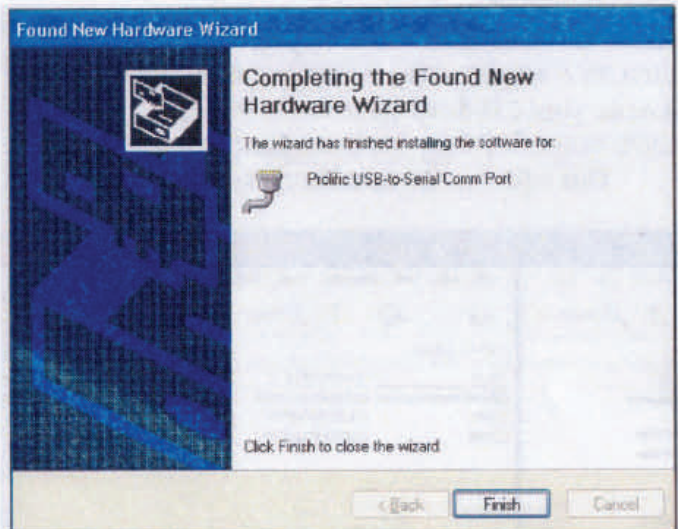 Found New Hardware Wizard
Completing the Found New
Hardware Wizard
The wizard has finished installing the software for:
Prolific USB-to-Serial Comm Port
Click Finish to close the wizard.
< Back
Finish
Cancel